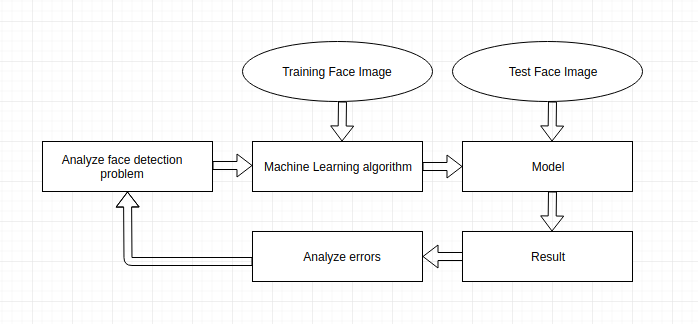 Training Face Image
Test Face Image
Analyze face detection
problem
Machine Learning algorithm
Model
Analyze errors
Result